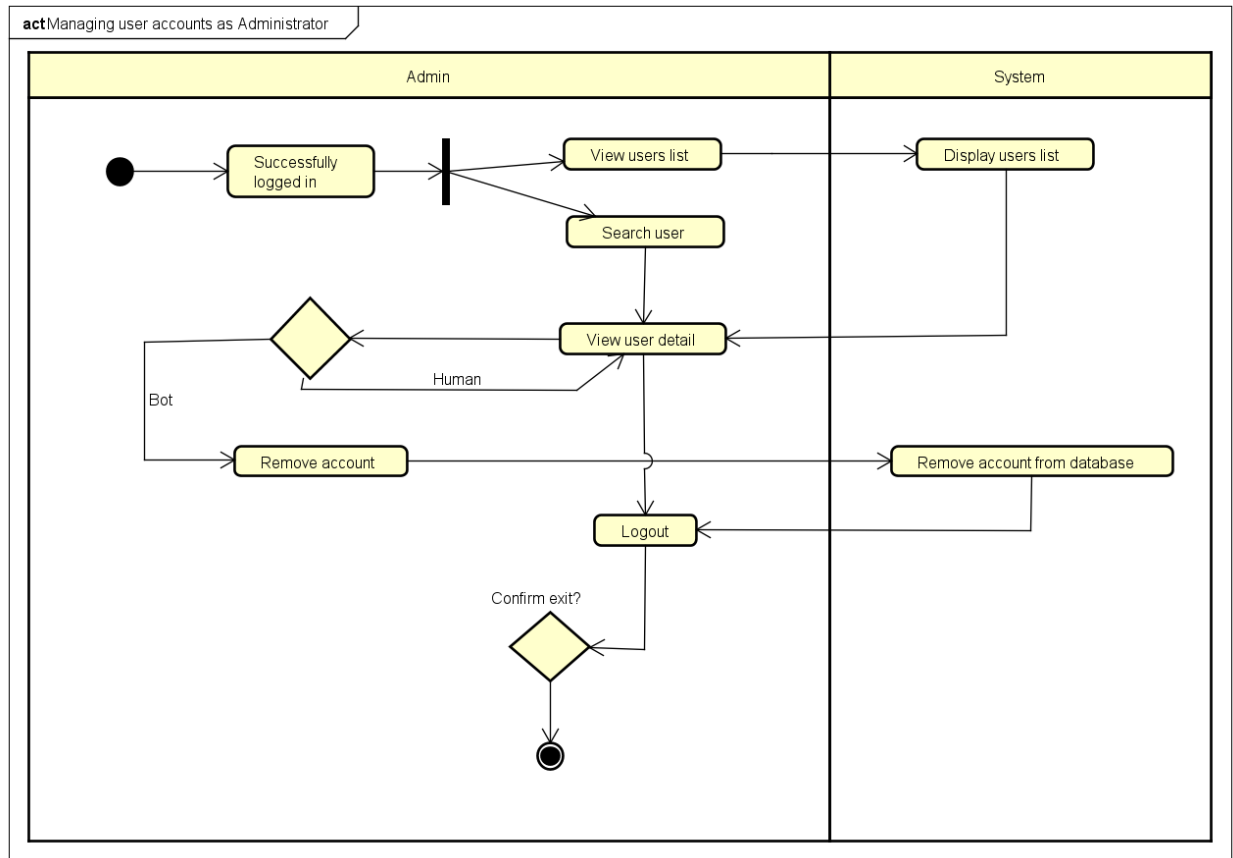 act Managing user accounts as Administrator
Admin
System
Successfully
logged in
View users list
Display users list
Search user
View user detail
Human
Bot
Remove account
Remove account from database
Logout
Confirm exit?